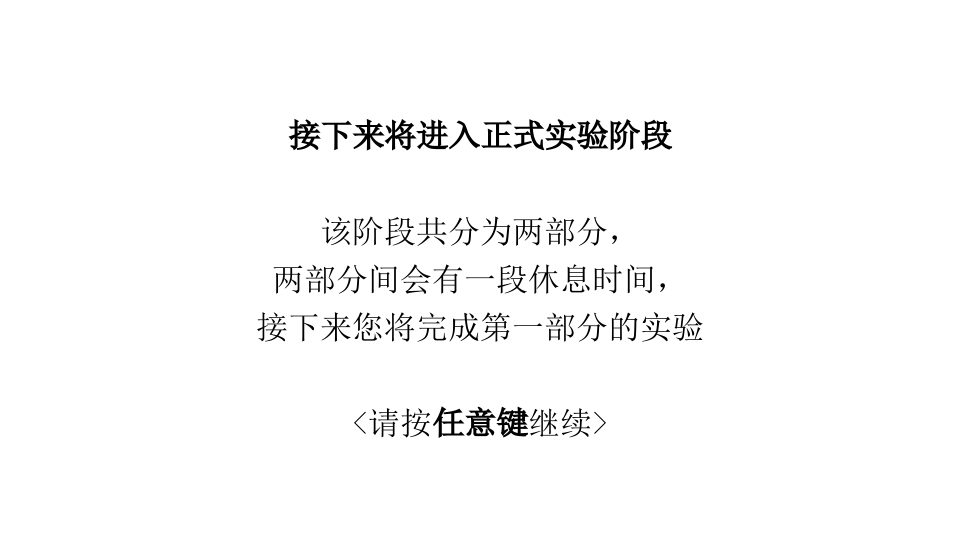 接下来将进入正式实验阶段
该阶段共分为两部分，
两部分间会有一段休息时间，
接下来您将完成第一部分的实验
<请按任意键继续>